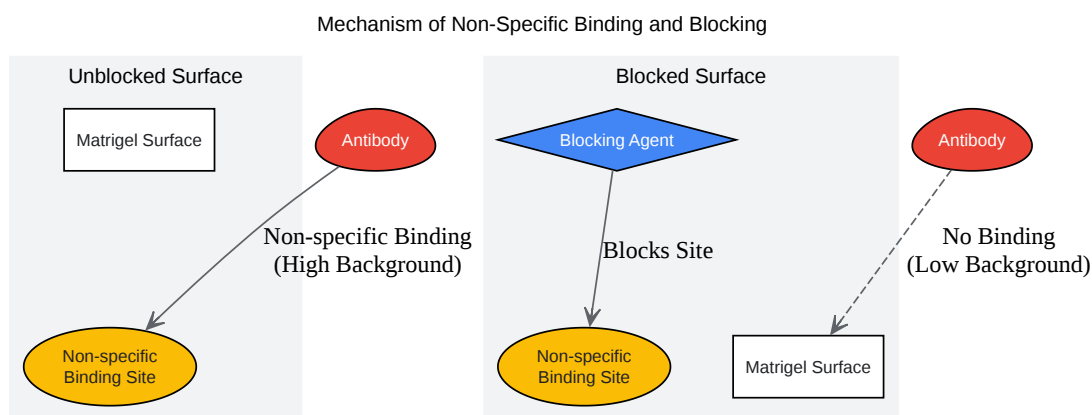 Mechanism of Non-Specific Binding and Blocking
Unblocked Surface
Matrigel Surface
Antibody
Non-specific Binding
(High Background)
Non-specific
Binding Site
Blocked Surface
Blocking Agent
Antibody
Blocks Site
No Binding
(Low Background)
Non-specific
Binding Site
Matrigel Surface